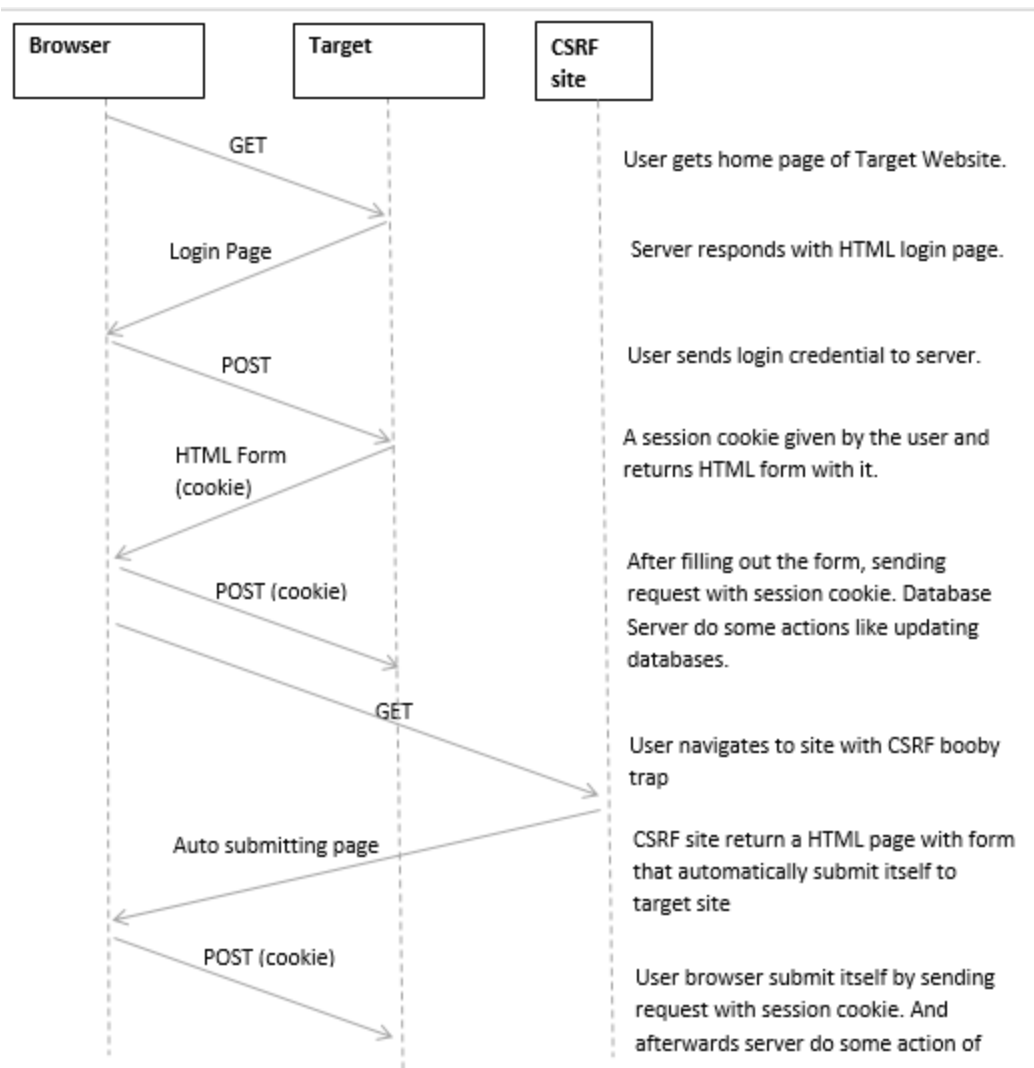 Browser
Target
CSRF
site
GET
User gets home page of Target Website.
Login Page
Server responds with HTML login page.
POST
User sends login credential to server.
HTML Form
(cookie)
A session cookie given by the user and
returns HTML form with it.
POST (cookie)
After filling out the form, sending
request with session cookie. Database
Server do some actions like updating
databases.
GET
User navigates to site with CSRF booby
trap
Auto submitting page
CSRF site return a HTML page with form
that automatically submit itself to
target site
POST (cookie)
User browser submit itself by sending
request with session cookie. And
afterwards server do some action of